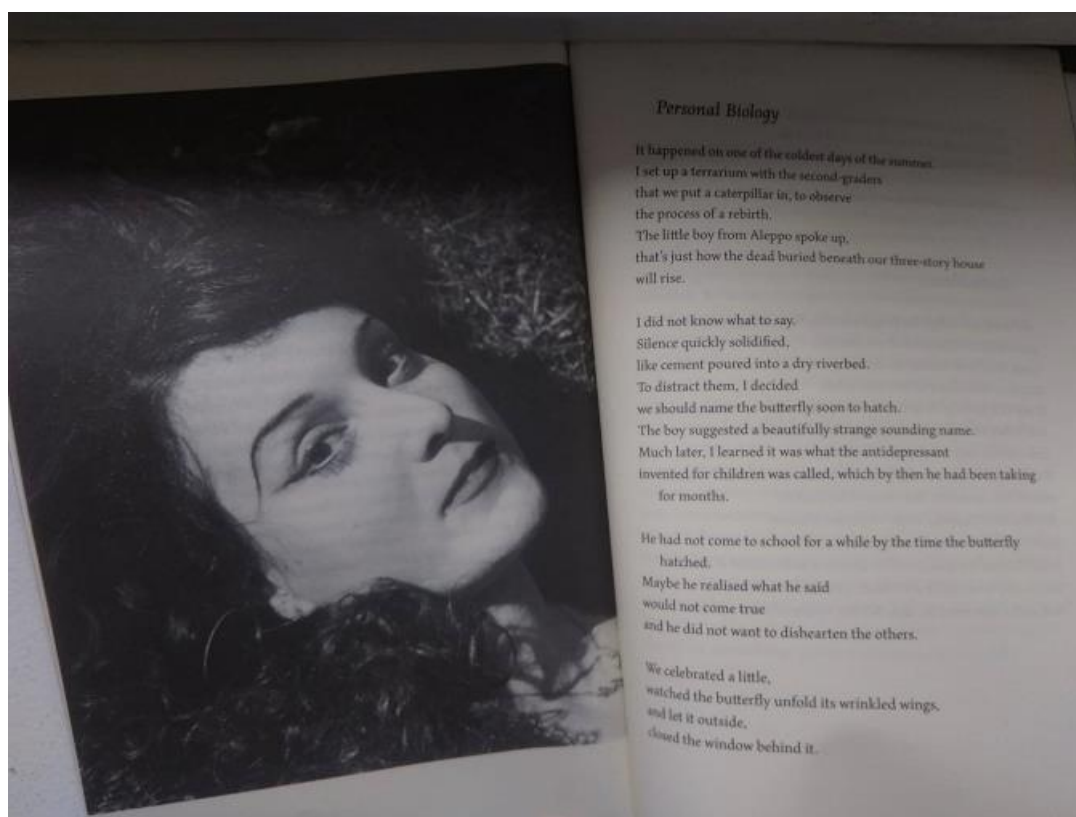 Personal Biology
It happened on one of the coldest days of the summer.
I set up a terrarium with the second-graders
that we put a caterpillar in, to observe
the process of a rebirth.
The little boy from Aleppo spoke up,
that's just how the dead buried beneath our three-story house
will rise.
I did not know what to say.
Silence quickly solidified,
like cement poured into a dry riverbed.
To distract them, I decided
we should name the butterfly soon to hatch.
The boy suggested a beautifully strange sounding name.
Much later, I learned it was what the antidepressant
invented for children was called, which by then he had been taking
for months.
He had not come to school for a while by the time the butterfly
hatched.
Maybe he realised what he said
would not come true
and he did not want to dishearten the others.
We celebrated a little,
watched the butterfly unfold its wrinkled wings,
and let it outside,
closed the window behind it.